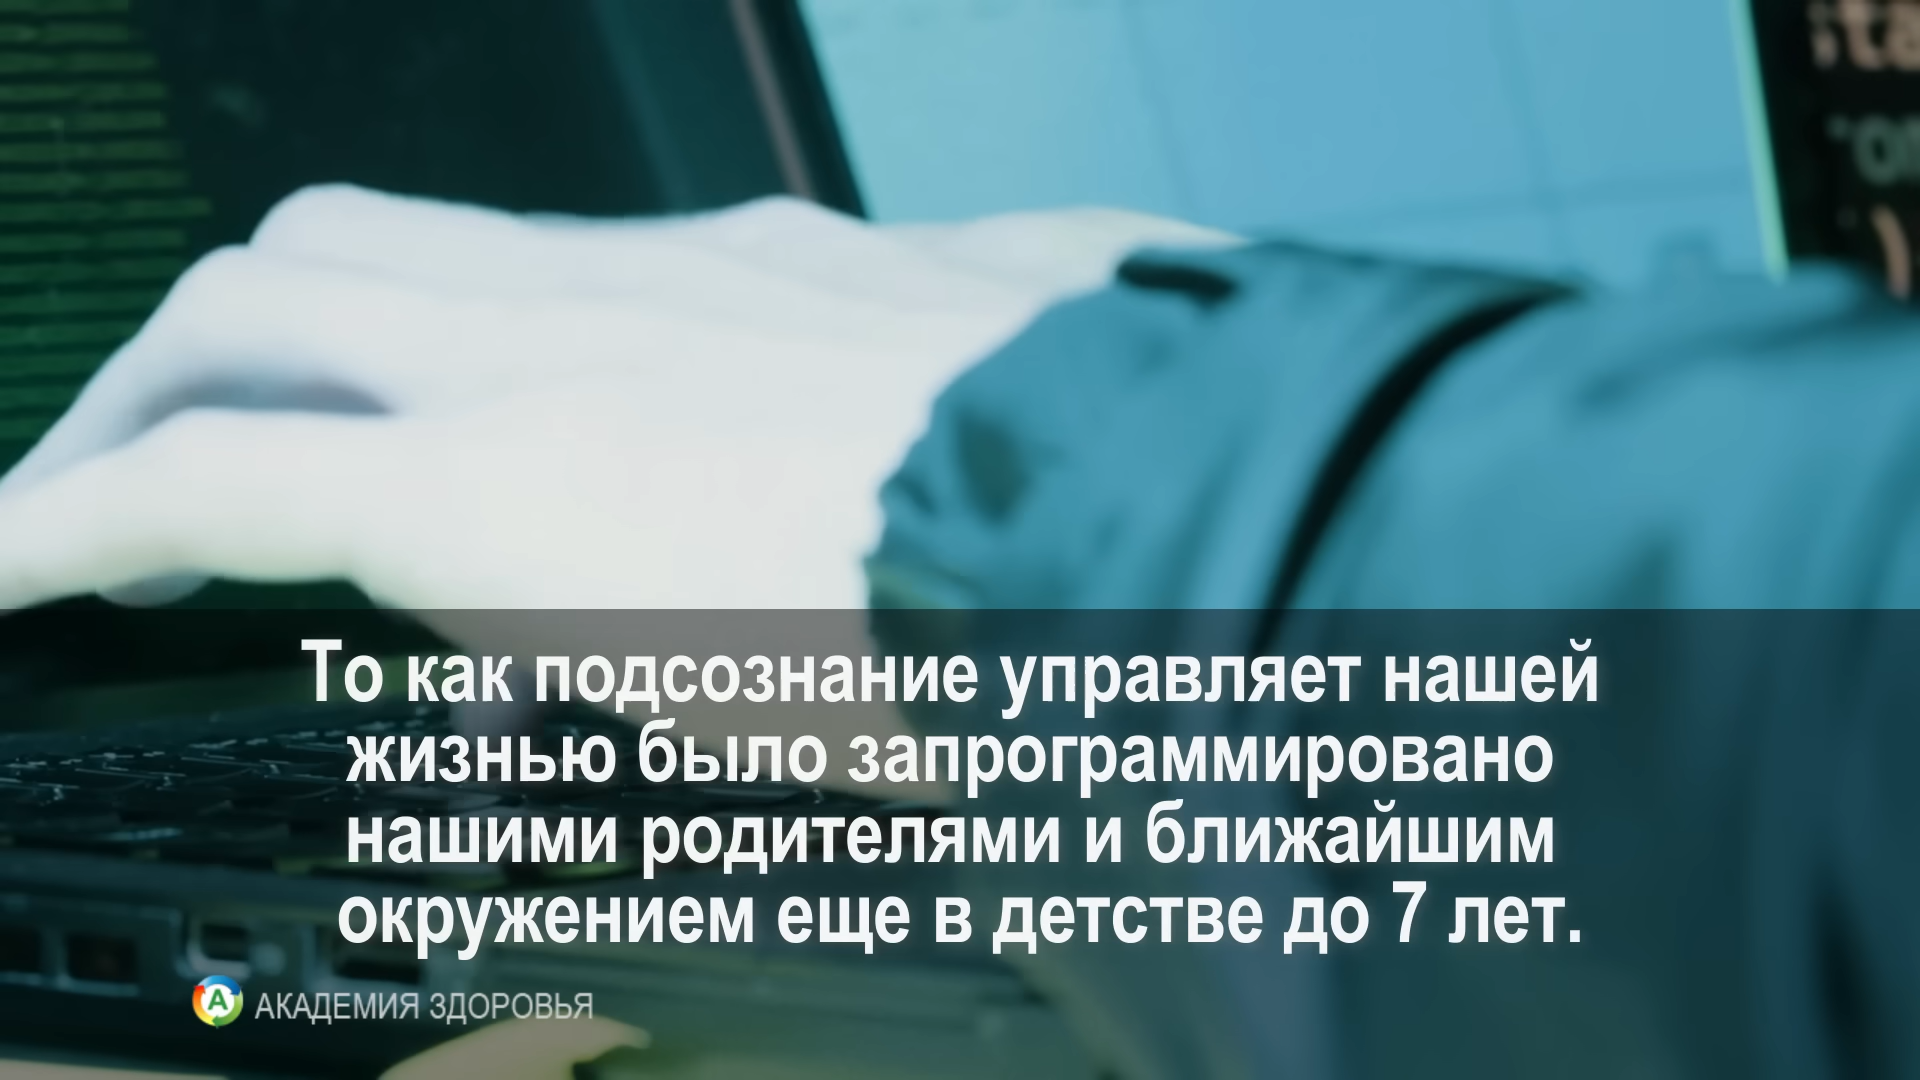 То как подсознание управляет нашей
жизнью было запрограммировано
нашими родителями и ближайшим
окружением еще в детстве до 7 лет.
А АКАДЕМИЯ ЗДОРОВЬЯ